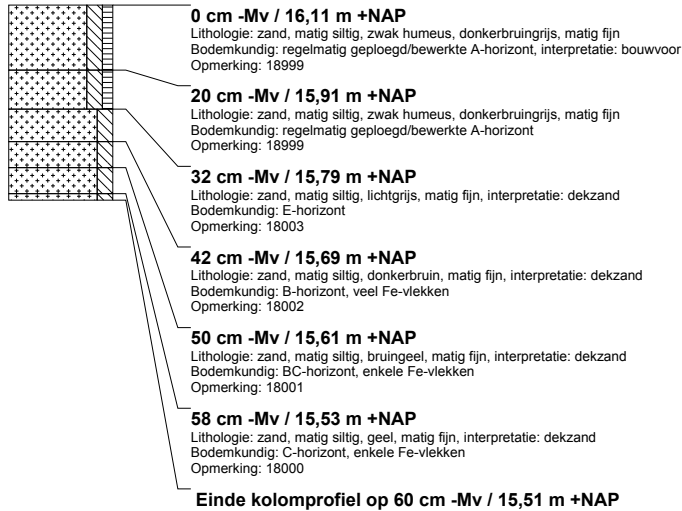 0 cm -Mv / 16,11 m +NAP
Lithologie: zand, matig siltig, zwak humeus, donkerbruingrijs, matig fijn
Bodemkundig: regelmatig geploegd/bewerkte A-horizont, interpretatie: bouwvoor
Opmerking: 18999
20 cm -Mv / 15,91 m +NAP
Lithologie: zand, matig siltig, zwak humeus, donkerbruingrijs, matig fijn
Bodemkundig: regelmatig geploegd/bewerkte A-horizont
Opmerking: 18999
32 cm -Mv / 15,79 m +NAP
Lithologie: zand, matig siltig, lichtgrijs, matig fijn, interpretatie: dekzand
Bodemkundig: E-horizont
Opmerking: 18003
42 cm -Mv / 15,69 m +NAP
Lithologie: zand, matig siltig, donkerbruin, matig fijn, interpretatie: dekzand
Bodemkundig: B-horizont, veel Fe-vlekken
Opmerking: 18002
50 cm -Mv / 15,61 m +NAP
Lithologie: zand, matig siltig, bruingeel, matig fijn, interpretatie: dekzand
Bodemkundig: BC-horizont, enkele Fe-vlekken
Opmerking: 18001
58 cm -Mv / 15,53 m +NAP
Lithologie: zand, matig siltig, geel, matig fijn, interpretatie: dekzand
Bodemkundig: C-horizont, enkele Fe-vlekken
Opmerking: 18000
Einde kolomprofiel op 60 cm -Mv / 15,51 m +NAP